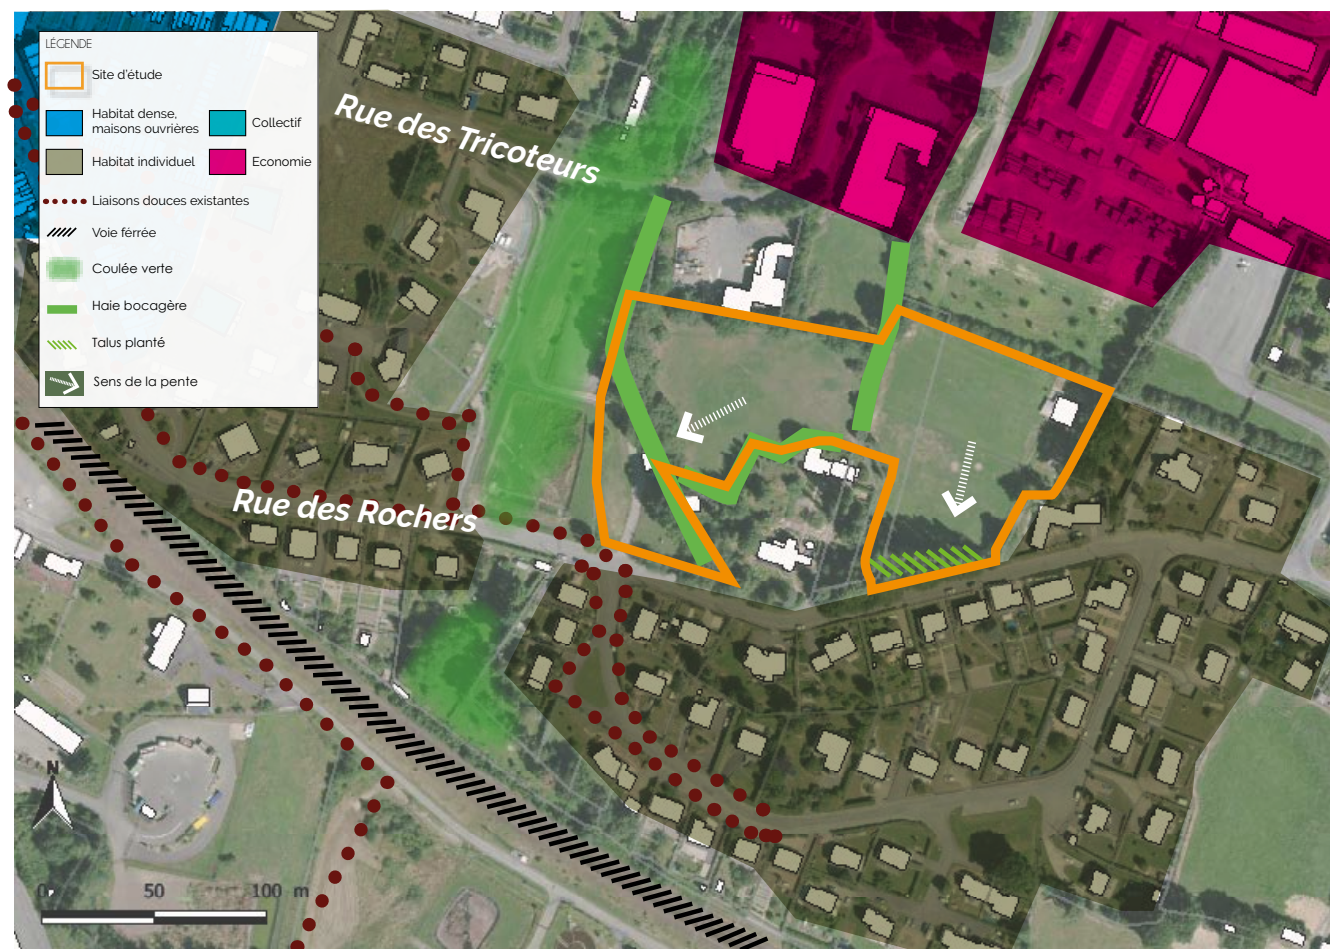 LÉGENDE
Site d'étude
Habitat dense,
maisons ouvrières
Collectif
Habitat individuel
Economie
Liaisons douces existantes
Voie férrée
Coulée verte
Haie bocagère
Talus planté
Sens de la pente
Rue des Tricoteurs
Rue des Rochers
N
0 50 100 m